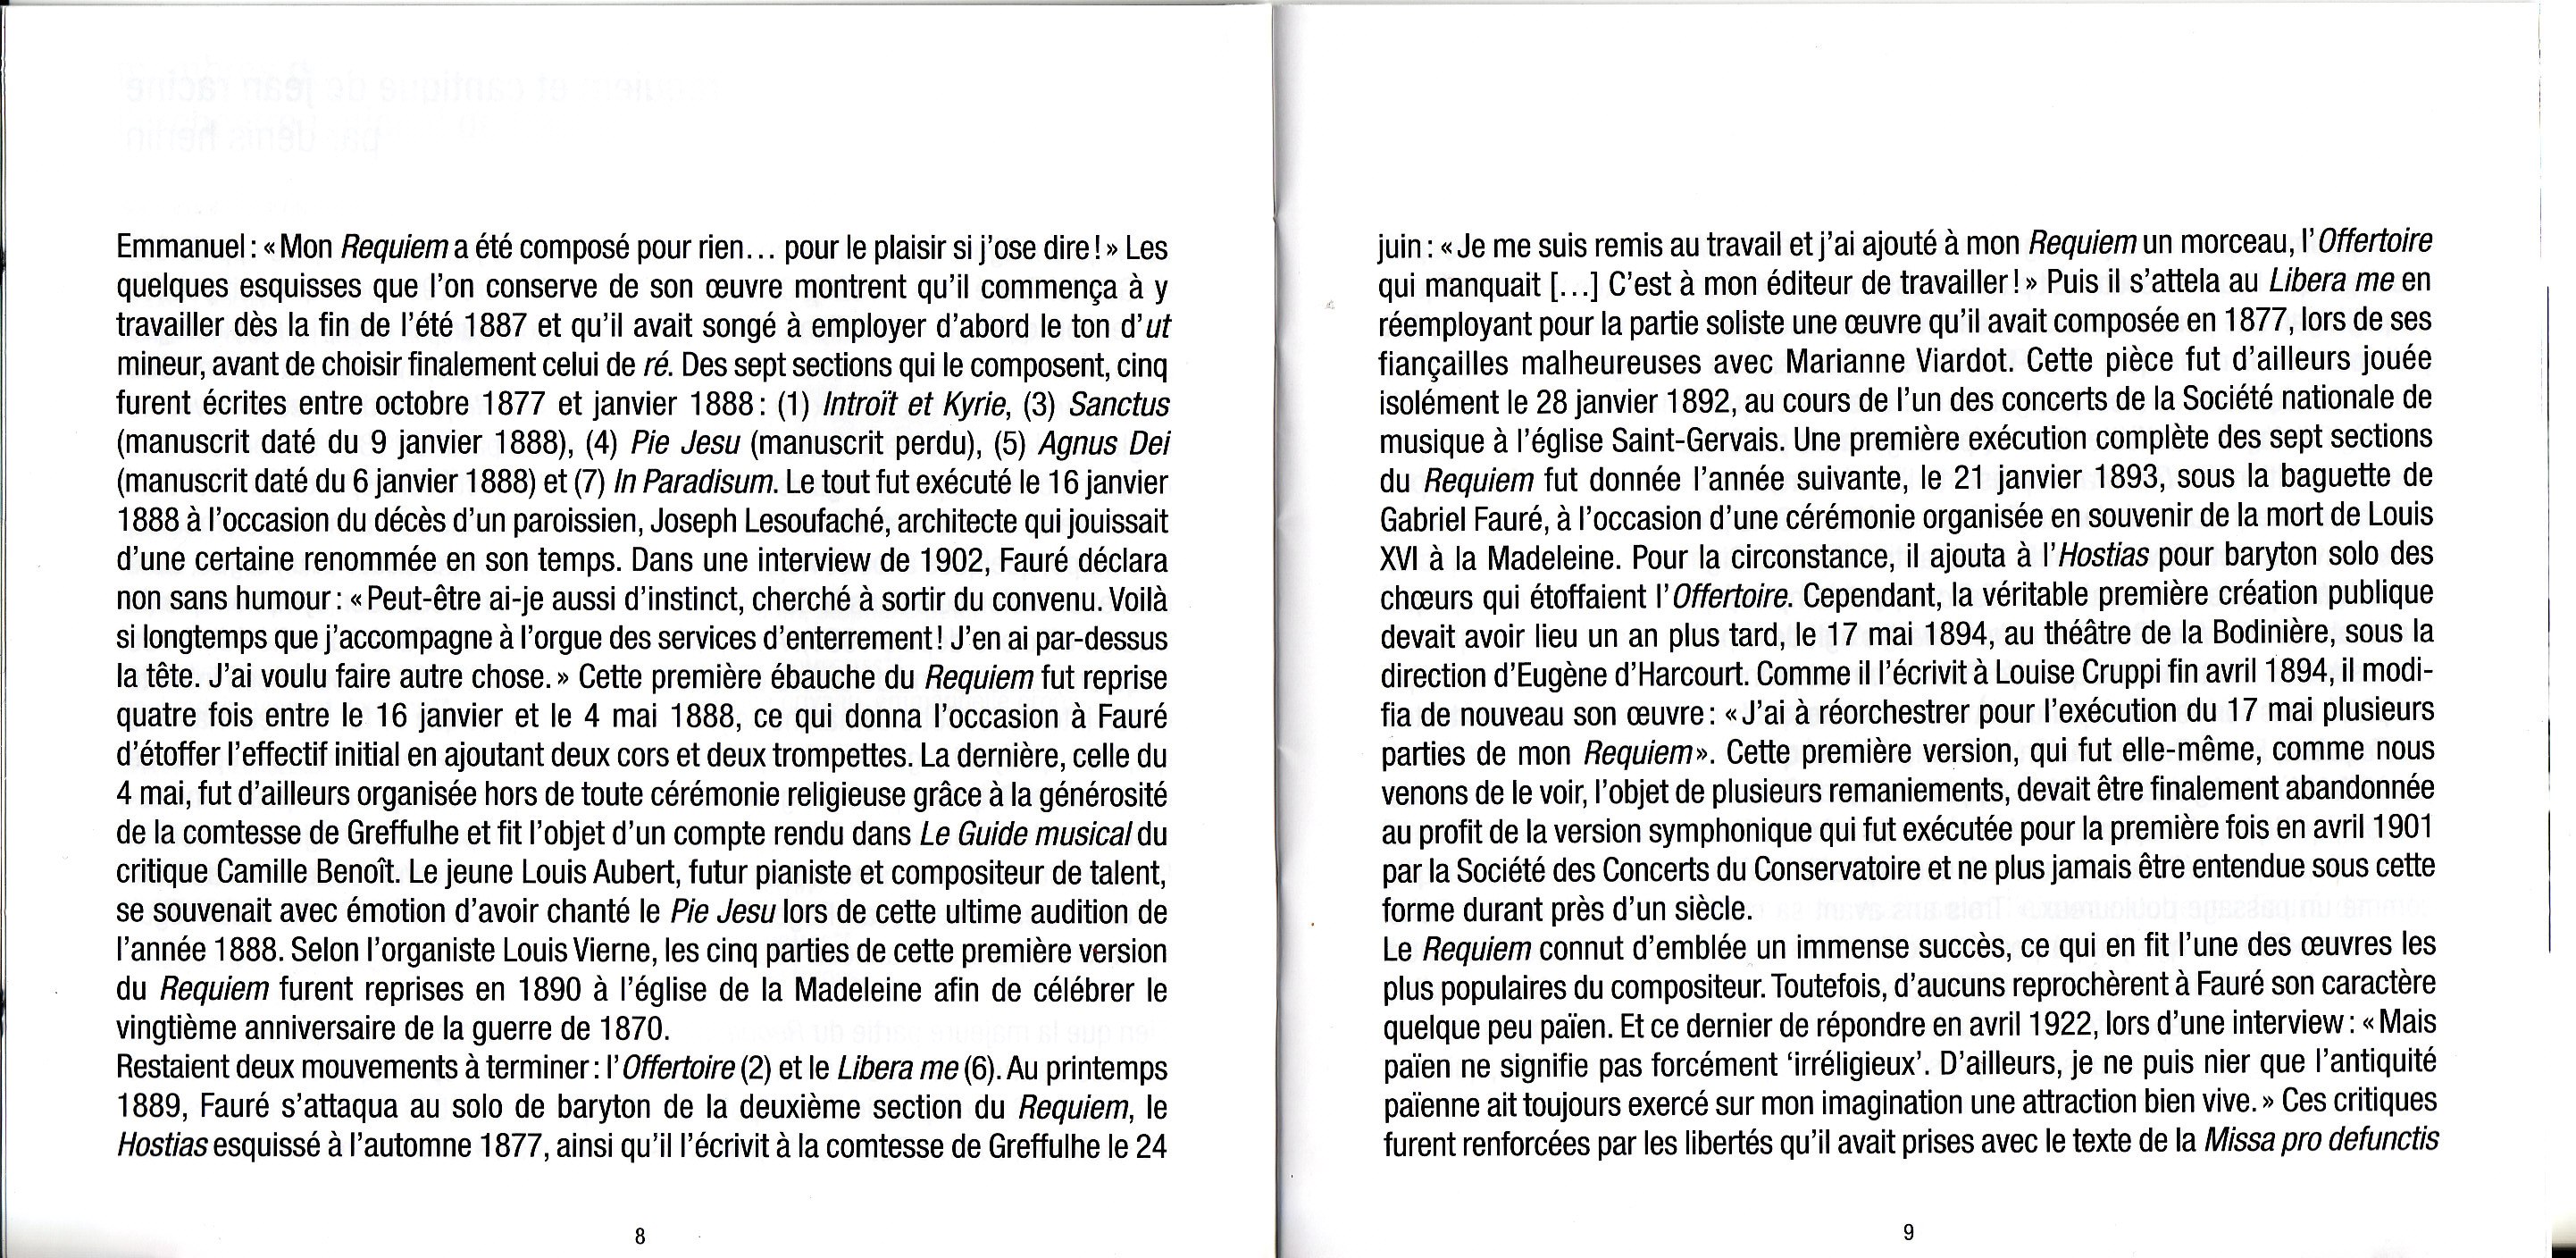 Emmanuel : « Mon Requiem a été composé pour rien… pour le plaisir si j’ose dire ! » Les
quelques esquisses que l’on conserve de son œuvre montrent qu’il commença à y
travailler dès la fin de l’été 1887 et qu’il avait songé à employer d’abord le ton d’ut
mineur, avant de choisir finalement celui de ré. Des sept sections qui le composent, cinq
furent écrites entre octobre 1877 et janvier 1888 : (1) Introït et Kyrie, (3) Sanctus
(manuscrit daté du 9 janvier 1888), (4) Pie Jesu (manuscrit perdu), (5) Agnus Dei
(manuscrit daté du 6 janvier 1888) et (7) In Paradisum. Le tout fut exécuté le 16 janvier
1888 à l’occasion du décès d’un paroissien, Joseph Lesoufaché, architecte qui jouissait
d’une certaine renommée en son temps. Dans une interview de 1902, Fauré déclara
non sans humour : « Peut-être ai-je aussi d’instinct, cherché à sortir du convenu. Voilà
si longtemps que j’accompagne à l’orgue des services d’enterrement ! J’en ai par-dessus
la tête. J’ai voulu faire autre chose. » Cette première ébauche du Requiem fut reprise
quatre fois entre le 16 janvier et le 4 mai 1888, ce qui donna l’occasion à Fauré
d’étoffer l’effectif initial en ajoutant deux cors et deux trompettes. La dernière, celle du
4 mai, fut d’ailleurs organisée hors de toute cérémonie religieuse grâce à la générosité
de la comtesse de Greffulhe et fit l’objet d’un compte rendu dans Le Guide musical du
critique Camille Benoît. Le jeune Louis Aubert, futur pianiste et compositeur de talent,
se souvenait avec émotion d’avoir chanté le Pie Jesu lors de cette ultime audition de
l’année 1888. Selon l’organiste Louis Vierne, les cinq parties de cette première version
du Requiem furent reprises en 1890 à l’église de la Madeleine afin de célébrer le
vingtième anniversaire de la guerre de 1870.
Restaient deux mouvements à terminer : l’Offertoire (2) et le Libera me (6). Au printemps
1889, Fauré s’attaqua au solo de baryton de la deuxième section du Requiem, le
Hostias esquissé à l’automne 1877, ainsi qu’il l’écrivit à la comtesse de Greffulhe le 24
8
juin : « Je me suis remis au travail et j’ai ajouté à mon Requiem un morceau, l’Offertoire
qui manquait […] C’est à mon éditeur de travailler ! » Puis il s’attela au Libera me en
réemployant pour la partie soliste une œuvre qu’il avait composée en 1877, lors de ses
fiançailles malheureuses avec Marianne Viardot. Cette pièce fut d’ailleurs jouée
isolément le 28 janvier 1892, au cours de l’un des concerts de la Société nationale de
musique à l’église Saint-Gervais. Une première exécution complète des sept sections
du Requiem fut donnée l’année suivante, le 21 janvier 1893, sous la baguette de
Gabriel Fauré, à l’occasion d’une cérémonie organisée en souvenir de la mort de Louis
XVI à la Madeleine. Pour la circonstance, il ajouta à l’Hostias pour baryton solo des
chœurs qui étoffaient l’Offertoire. Cependant, la véritable première création publique
devait avoir lieu un an plus tard, le 17 mai 1894, au théâtre de la Bodinière, sous la
direction d’Eugène d’Harcourt. Comme il l’écrivit à Louise Cruppi fin avril 1894, il modi-
fia de nouveau son œuvre : « J’ai à réorchestrer pour l’exécution du 17 mai plusieurs
parties de mon Requiem ». Cette première version, qui fut elle-même, comme nous
venons de le voir, l’objet de plusieurs remaniements, devait être finalement abandonnée
au profit de la version symphonique qui fut exécutée pour la première fois en avril 1901
par la Société des Concerts du Conservatoire et ne plus jamais être entendue sous cette
forme durant près d’un siècle.
Le Requiem connut d’emblée un immense succès, ce qui en fit l’une des œuvres les
plus populaires du compositeur. Toutefois, d’aucuns reprochèrent à Fauré son caractère
quelque peu païen. Et ce dernier de répondre en avril 1922, lors d’une interview : « Mais
païen ne signifie pas forcément ‘irréligieux’. D’ailleurs, je ne puis nier que l’antiquité
païenne ait toujours exercé sur mon imagination une attraction bien vive. » Ces critiques
furent renforcées par les libertés qu’il avait prises avec le texte de la Missa pro defunctis
9